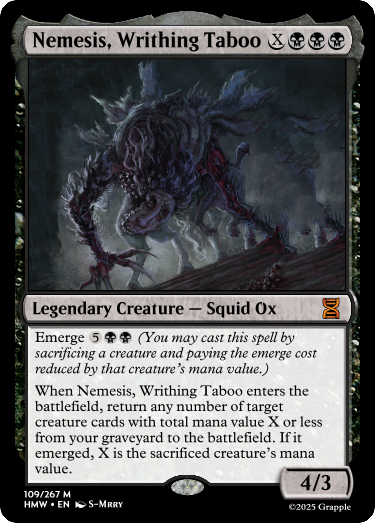 Nemesis, Writhing Taboo X
Legendary Creature — Squid Ox
Emerge 5 (You may cast this spell by
sacrificing a creature and paying the emerge cost
reduced by that creature's mana value.)
When Nemesis, Writhing Taboo enters the
battlefield, return any number of target
creature cards with total mana value X or less
from your graveyard to the battlefield. If it
emerged, X is the sacrificed creature's mana
value.
4/3
109/267 M
HMW • EN S-Mrry
©2025 Grapple